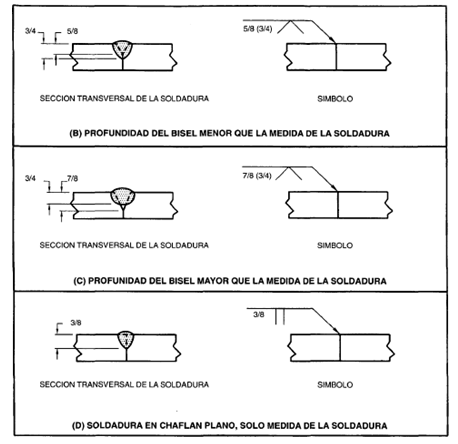 3/4 5/8 5/8 (3/4)
SECCION TRANSVERSAL DE LA SOLDADURA SIMBOLO
(B) PROFUNDIDAD DEL BISEL MENOR QUE LA MEDIDA DE LA SOLDADURA
3/4 7/8 7/8 (3/4)
SECCION TRANSVERSAL DE LA SOLDADURA SIMBOLO
(C) PROFUNIDAD DEL BISEL MAYOR QUE LA MEDIDA DE LA SOLDADURA
3/8 3/8
SECCION TRANSVERSAL DE LA SOLDADURA SIMBOLO
(D) SOLDADURA EN CHAFLAN PLANO, SOLO MEDIDA DE LA SOLDADURA